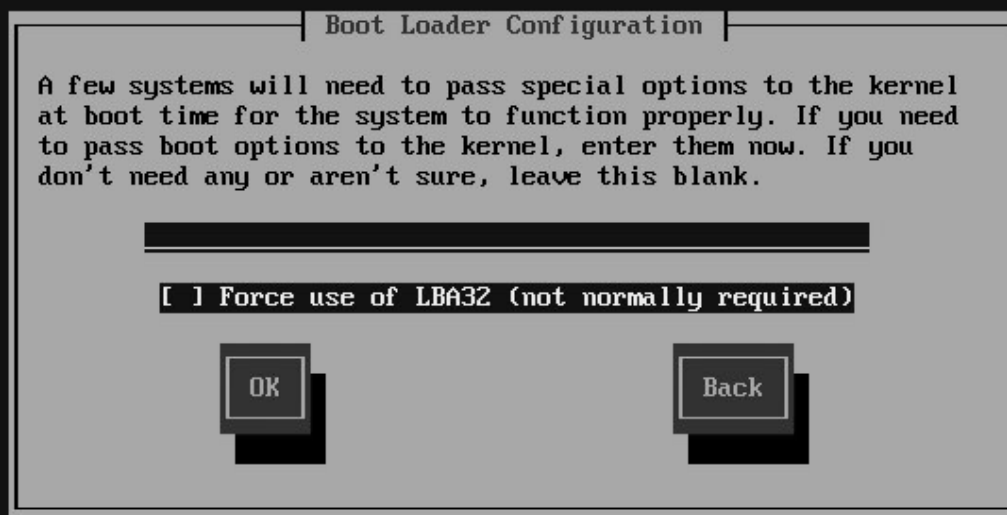 Boot Loader Configuration
A few systems will need to pass special options to the kernel
at boot time for the system to function properly. If you need
to pass boot options to the kernel, enter them now. If you
don't need any or aren't sure, leave this blank.
[ ] Force use of LBA32 (not normally required)
OK Back